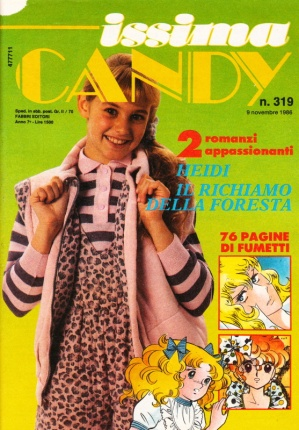 477711
issima
CANDY
Sped. in abb. post. Gr. II / 70
FABBRI EDITORI
n. 319
9 novembre 1986
2 romanzi
appassionanti
HEIDI
IL RICHIAMO
DELLA FORESTA
76 PAGINE
DI FUMETTI